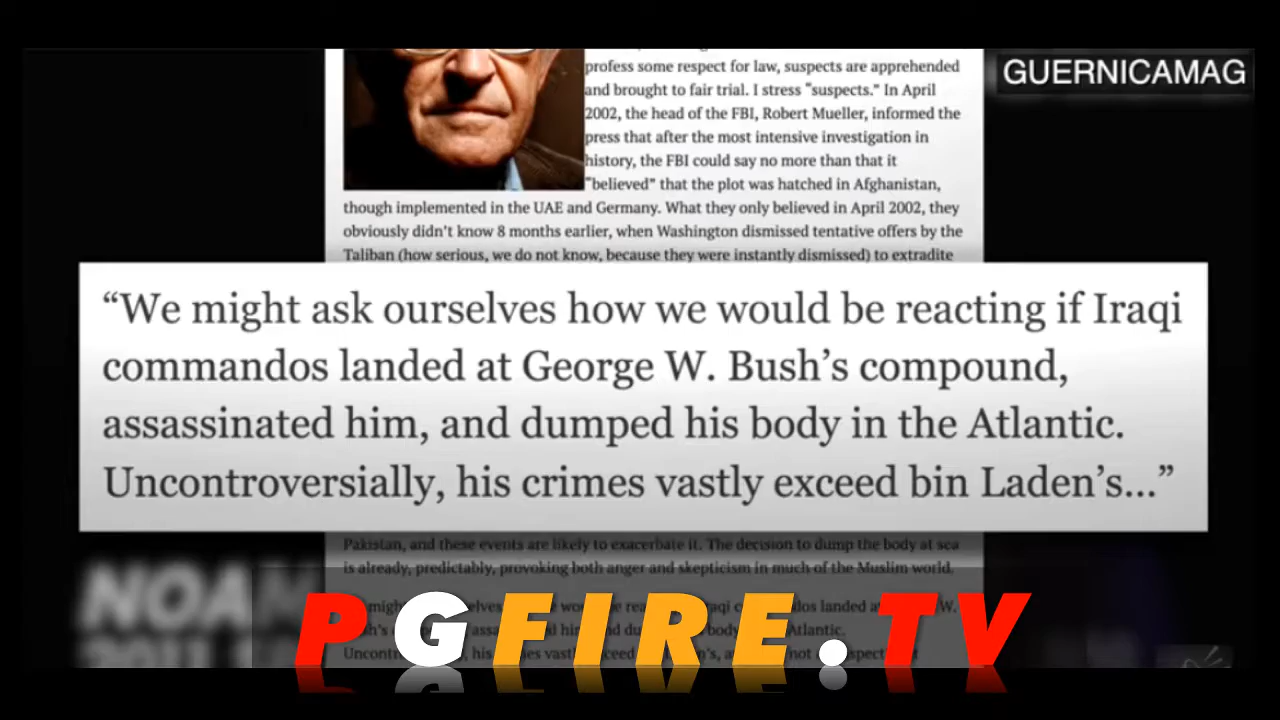 GUERNICAMAG
profess some respect for law, suspects are apprehended
and brought to fair trial. I stress “suspects.” In April
2002, the head of the FBI, Robert Mueller, informed the
press that after the most intensive investigation in
history, the FBI could say no more than that it
“believed” that the plot was hatched in Afghanistan,
though implemented in the UAE and Germany. What they only believed in April 2002, they
obviously didn’t know 8 months earlier, when Washington dismissed tentative offers by the
Taliban (how serious, we do not know, because they were instantly dismissed) to extradite
“We might ask ourselves how we would be reacting if Iraqi
commandos landed at George W. Bush’s compound,
assassinated him, and dumped his body in the Atlantic.
Uncontroversially, his crimes vastly exceed bin Laden’s...”
Pakistan, and these events are likely to exacerbate it. The decision to dump the body at sea
is already, predictably, provoking both anger and skepticism in much of the Muslim world.
NOAM
PGFIRE.TV